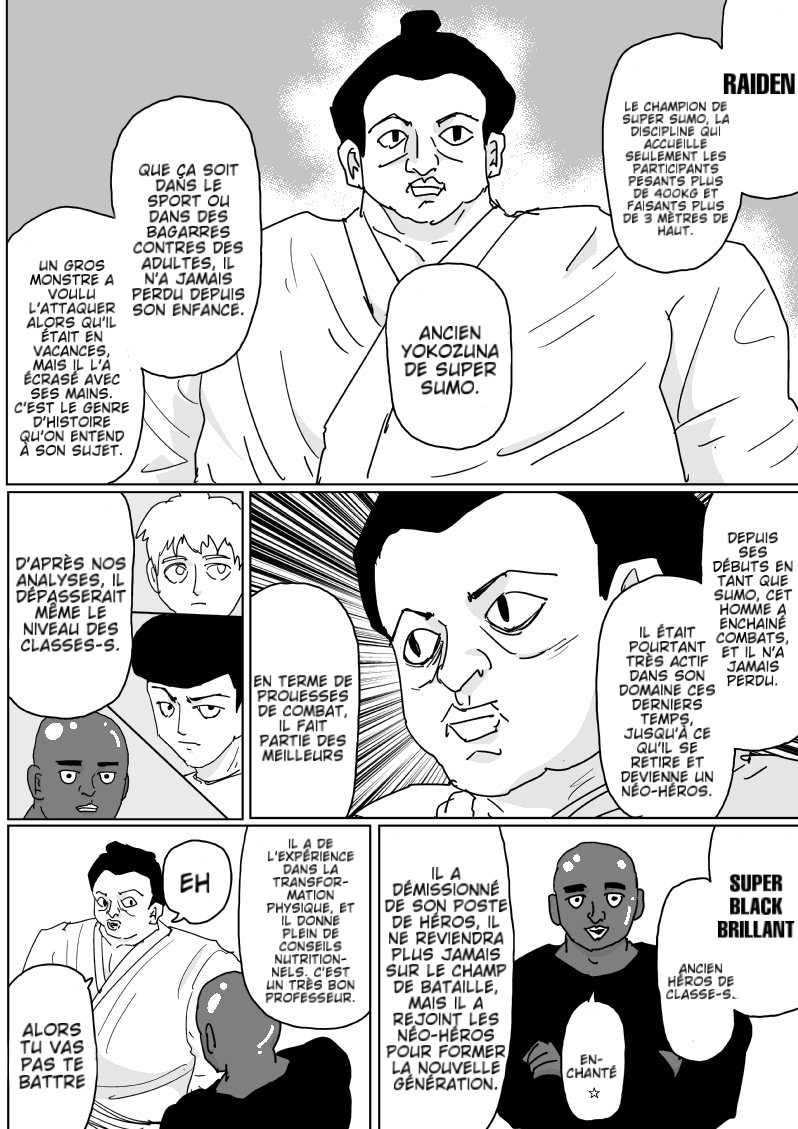 RAIDEN
LE CHAMPION DE
SUPER SUMO, LA
DISCIPLINE QUI
ACCUEILLE
SEULEMENT LES
PARTICIPANTS
PESANTS PLUS
DE 400KG ET
FAISANTS PLUS
DE 3 MÈTRES DE
HAUT.
ANCIEN
YOKOZUNA
DE SUPER
SUMO.
QUE ÇA SOIT
DANS LE
SPORT OU
DANS DES
BAGARRES
CONTRES DES
ADULTES, IL
N'A JAMAIS
PERDU DEPUIS
SON ENFANCE.
UN GROS
MONSTRE A
VOULU
L'ATTAQUER
ALORS QU'IL
ÉTAIT EN
VACANCES,
MAIS IL L'A
ÉCRASÉ AVEC
SES MAINS.
C'EST LE GENRE
D'HISTOIRE
QU'ON ENTEND
À SON SUJET.
DEPUIS
SES
DÉBUTS EN
TANT QUE
SUMO, CET
HOMME A
ENCHAINÉ
COMBATS,
ET IL N'A
JAMAIS
PERDU.
IL ÉTAIT
POURTANT
TRÈS ACTIF
DANS SON
DOMAINE CES
DERNIERS
TEMPS,
JUSQU'À CE
QU'IL SE
RETIRE ET
DEVIENNE UN
NÉO-HÉROS.
EN TERME DE
PROUESSES
DE COMBAT,
IL FAIT
PARTIE DES
MEILLEURS
D'APRÈS NOS
ANALYSES, IL
DÉPASSERAIT
MÊME LE
NIVEAU DES
CLASSES-S.
SUPER
BLACK
BRILLANT
ANCIEN
HÉROS DE
CLASSE-S.
EN-
CHANTÉ
☆
IL A
DÉMISSIONNÉ
DE SON POSTE
DE HÉROS, IL
NE REVIENDRA
PLUS JAMAIS
SUR LE CHAMP
DE BATAILLE,
MAIS IL A
REJOINT LES
NÉO-HÉROS
POUR FORMER
LA NOUVELLE
GÉNÉRATION.
IL A DE
L'EXPÉRIENCE
DANS LA
TRANSFOR-
MATION
PHYSIQUE, ET
IL DONNE
PLEIN DE
CONSEILS
NUTRITION-
NELS. C'EST
UN TRÈS BON
PROFESSEUR.
EH
ALORS
TU VAS
PAS TE
BATTRE